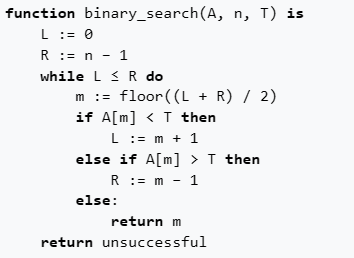 function binary_search(A, n, T) is
    L := 0
    R := n − 1
    while L ≤ R do
        m := floor((L + R) / 2)
        if A[m] < T then
            L := m + 1
        else if A[m] > T then
            R := m − 1
        else:
            return m
    return unsuccessful